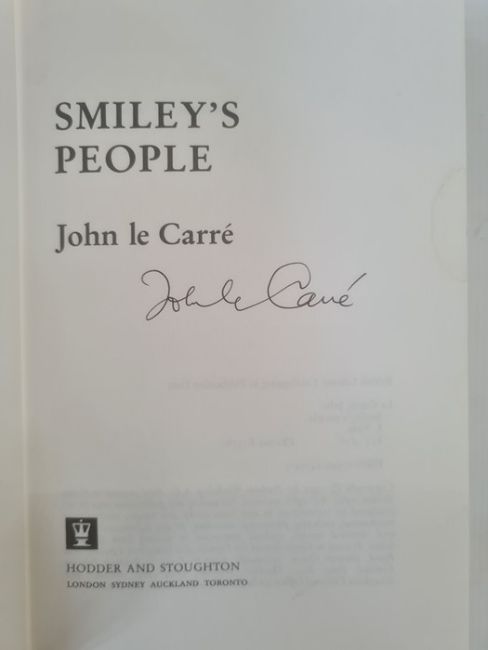 SMILEY'S
PEOPLE
John le Carré
John le Carré
HODDER AND STOUGHTON
LONDON SYDNEY AUCKLAND TORONTO